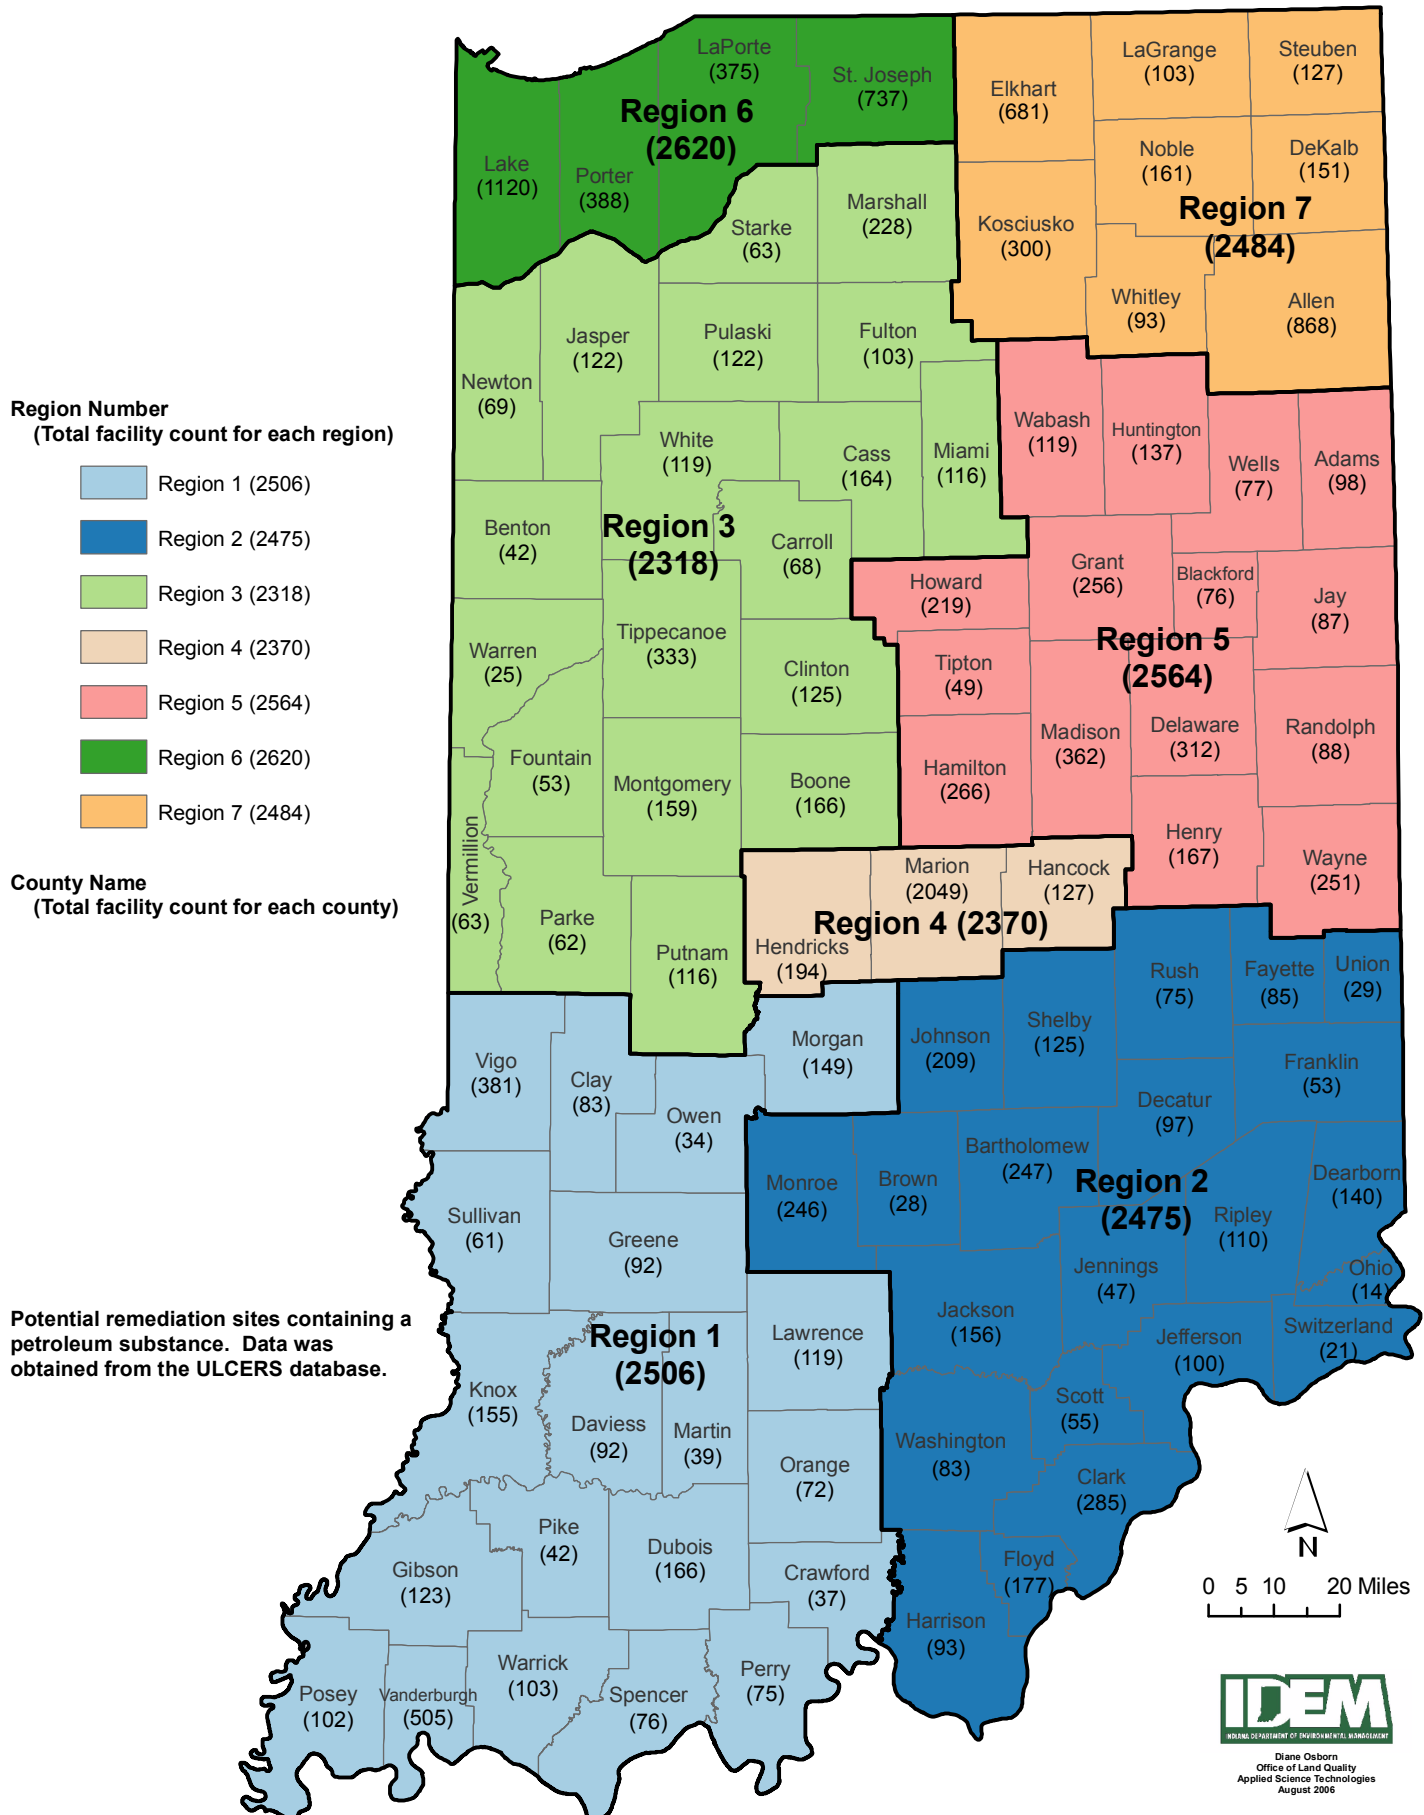 LaPorte
(375)
St. Joseph
(737)
Region 6
(2620)
Lake
(1120)
Porter
(388)
Elkhart
(681)
LaGrange
(103)
Steuben
(127)
Noble
(161)
DeKalb
(151)
Kosciusko
(300)
Region 7
(2484)
Whitley
(93)
Allen
(868)
Starke
(63)
Marshall
(228)
Jasper
(122)
Pulaski
(122)
Fulton
(103)
Newton
(69)
White
(119)
Cass
(164)
Miami
(116)
Benton
(42)
Region 3
(2318)
Carroll
(68)
Warren
(25)
Tippecanoe
(333)
Clinton
(125)
Fountain
(53)
Montgomery
(159)
Boone
(166)
Vermillion
(63)
Parke
(62)
Putnam
(116)
Wabash
(119)
Huntington
(137)
Wells
(77)
Adams
(98)
Howard
(219)
Grant
(256)
Blackford
(76)
Jay
(87)
Region 5
(2564)
Tipton
(49)
Madison
(362)
Delaware
(312)
Randolph
(88)
Hamilton
(266)
Henry
(167)
Wayne
(251)
Marion
(2049)
Hancock
(127)
Region 4 (2370)
Hendricks
(194)
Region Number
(Total facility count for each region)
Region 1 (2506)
Region 2 (2475)
Region 3 (2318)
Region 4 (2370)
Region 5 (2564)
Region 6 (2620)
Region 7 (2484)
County Name
(Total facility count for each county)
Rush
(75)
Fayette
(85)
Union
(29)
Johnson
(209)
Shelby
(125)
Franklin
(53)
Decatur
(97)
Monroe
(246)
Brown
(28)
Bartholomew
(247)
Region 2
(2475)
Ripley
(110)
Dearborn
(140)
Jennings
(47)
Ohio
(14)
Jackson
(156)
Jefferson
(100)
Switzerland
(21)
Scott
(55)
Washington
(83)
Clark
(285)
Floyd
(177)
Harrison
(93)
Vigo
(381)
Clay
(83)
Owen
(34)
Morgan
(149)
Sullivan
(61)
Greene
(92)
Region 1
(2506)
Lawrence
(119)
Knox
(155)
Daviess
(92)
Martin
(39)
Orange
(72)
Pike
(42)
Dubois
(166)
Gibson
(123)
Crawford
(37)
Posey
(102)
Vanderburgh
(505)
Warrick
(103)
Spencer
(76)
Perry
(75)
Potential remediation sites containing a
petroleum substance. Data was
obtained from the ULCERS database.
N
0 5 10 20 Miles
IDEM
INDIANA DEPARTMENT OF ENVIRONMENTAL MANAGEMENT
Diane Osborn
Office of Land Quality
Applied Science Technologies
August 2006